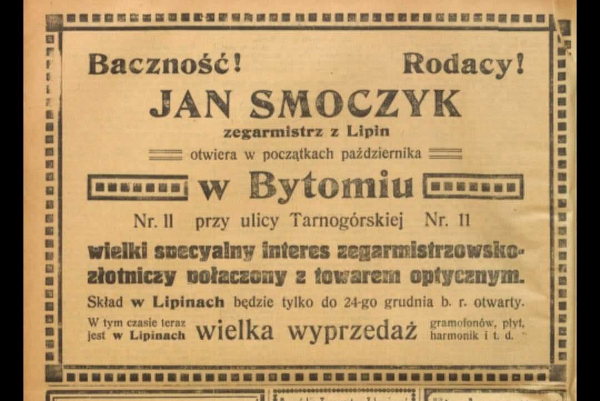 Baczność! Rodacy!
JAN SMOCZYK
zegarmistrz z Lipin
otwiera w początkach października
w Bytomiu
Nr. 11 przy ulicy Tarnogórskiej Nr. 11
wielki specyalny interes zegarmistrzowsko-
złotniczy połączony z towarem optycznym.
Skład w Lipinach będzie tylko do 24-go grudnia b. r. otwarty.
W tym czasie teraz
jest w Lipinach
wielka wyprzedaż
gramofonów, płyt,
harmonik i t. d.